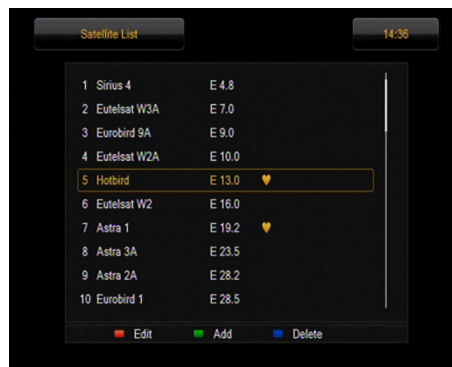 Satellite List 14:36
1 Sirius 4 E 4.8
2 Eutelsat W3A E 7.0
3 Eurobird 9A E 9.0
4 Eutelsat W2A E 10.0
5 Hotbird E 13.0
6 Eutelsat W2 E 16.0
7 Astra 1 E 19.2
8 Astra 3A E 23.5
9 Astra 2A E 28.2
10 Eurobird 1 E 28.5
Edit Add Delete